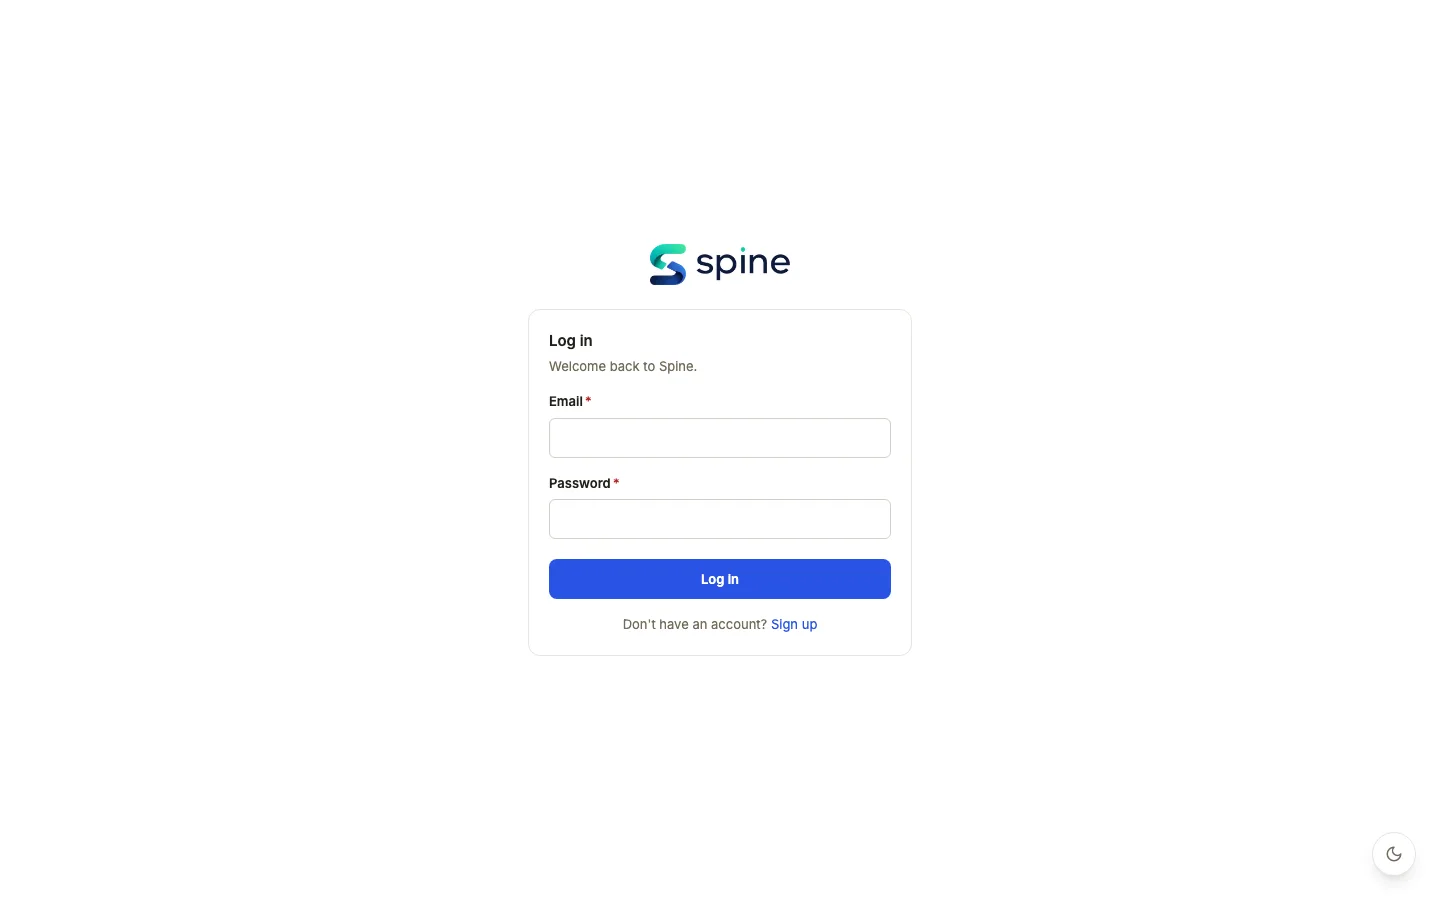 spine
Log in
Welcome back to Spine.
Email *
Password *
Log in
Don't have an account? Sign up